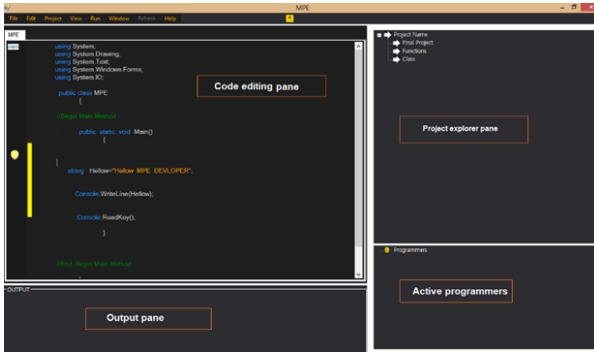 MPE
File Edit Project View Run Window Refresh Help
MPE
using System;
using System.Drawing;
using System.Text;
using System.Windows.Forms;
using System.IO;
public class MPE
{
//Begin Main Method
public static void Main()
{
string Hellow="Hellow MPE DEVLOPER";
Console.WriteLine(Hellow);
Console.ReadKey();
}
//End Begin Main Method
Code editing pane
Project Name
Final Project
Functions
Class
Project explorer pane
Programmers
Active programmers
OUTPUT
Output pane